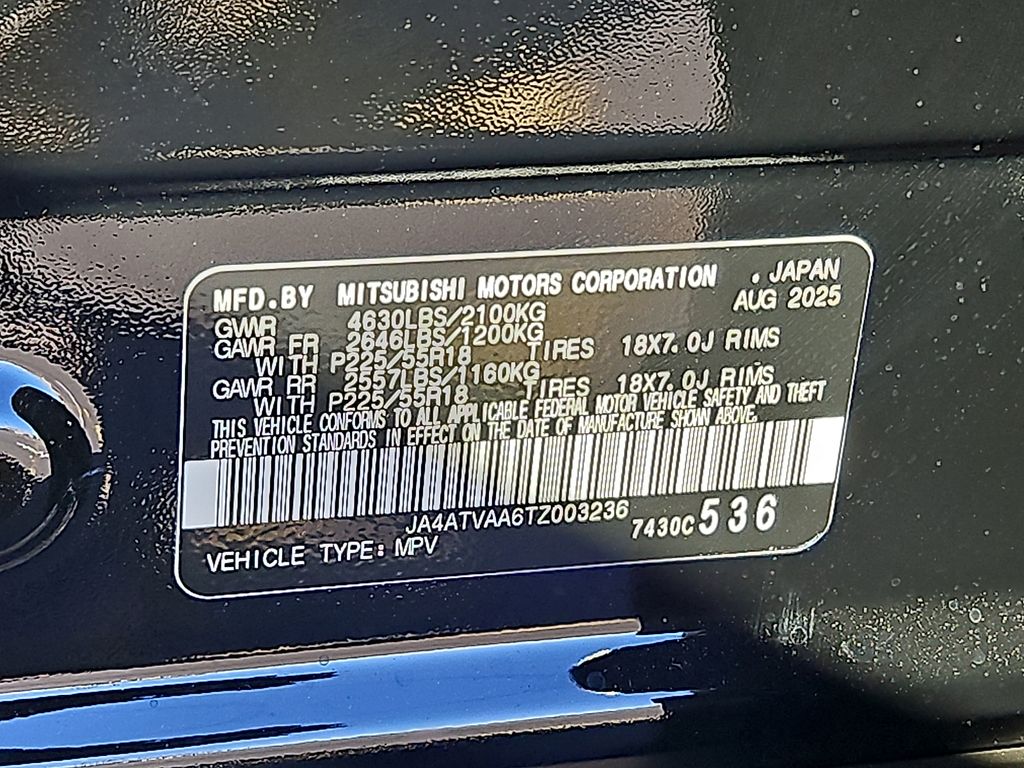 MFD.BY MITSUBISHI MOTORS CORPORATION . JAPAN
AUG 2025
GWR 4630LBS/2100KG
GAWR FR 2646LBS/1200KG
WITH P225/55R18 TIRES 18X7.0J RIMS
GAWR RR 2557LBS/1160KG
WITH P225/55R18 TIRES 18X7.0J RIMS
THIS VEHICLE CONFORMS TO ALL APPLICABLE FEDERAL MOTOR VEHICLE SAFETY AND THEFT
PREVENTION STANDARDS IN EFFECT ON THE DATE OF MANUFACTURE SHOWN ABOVE.
JA4ATVAA6TZ003236
7430C 536
VEHICLE TYPE: MPV